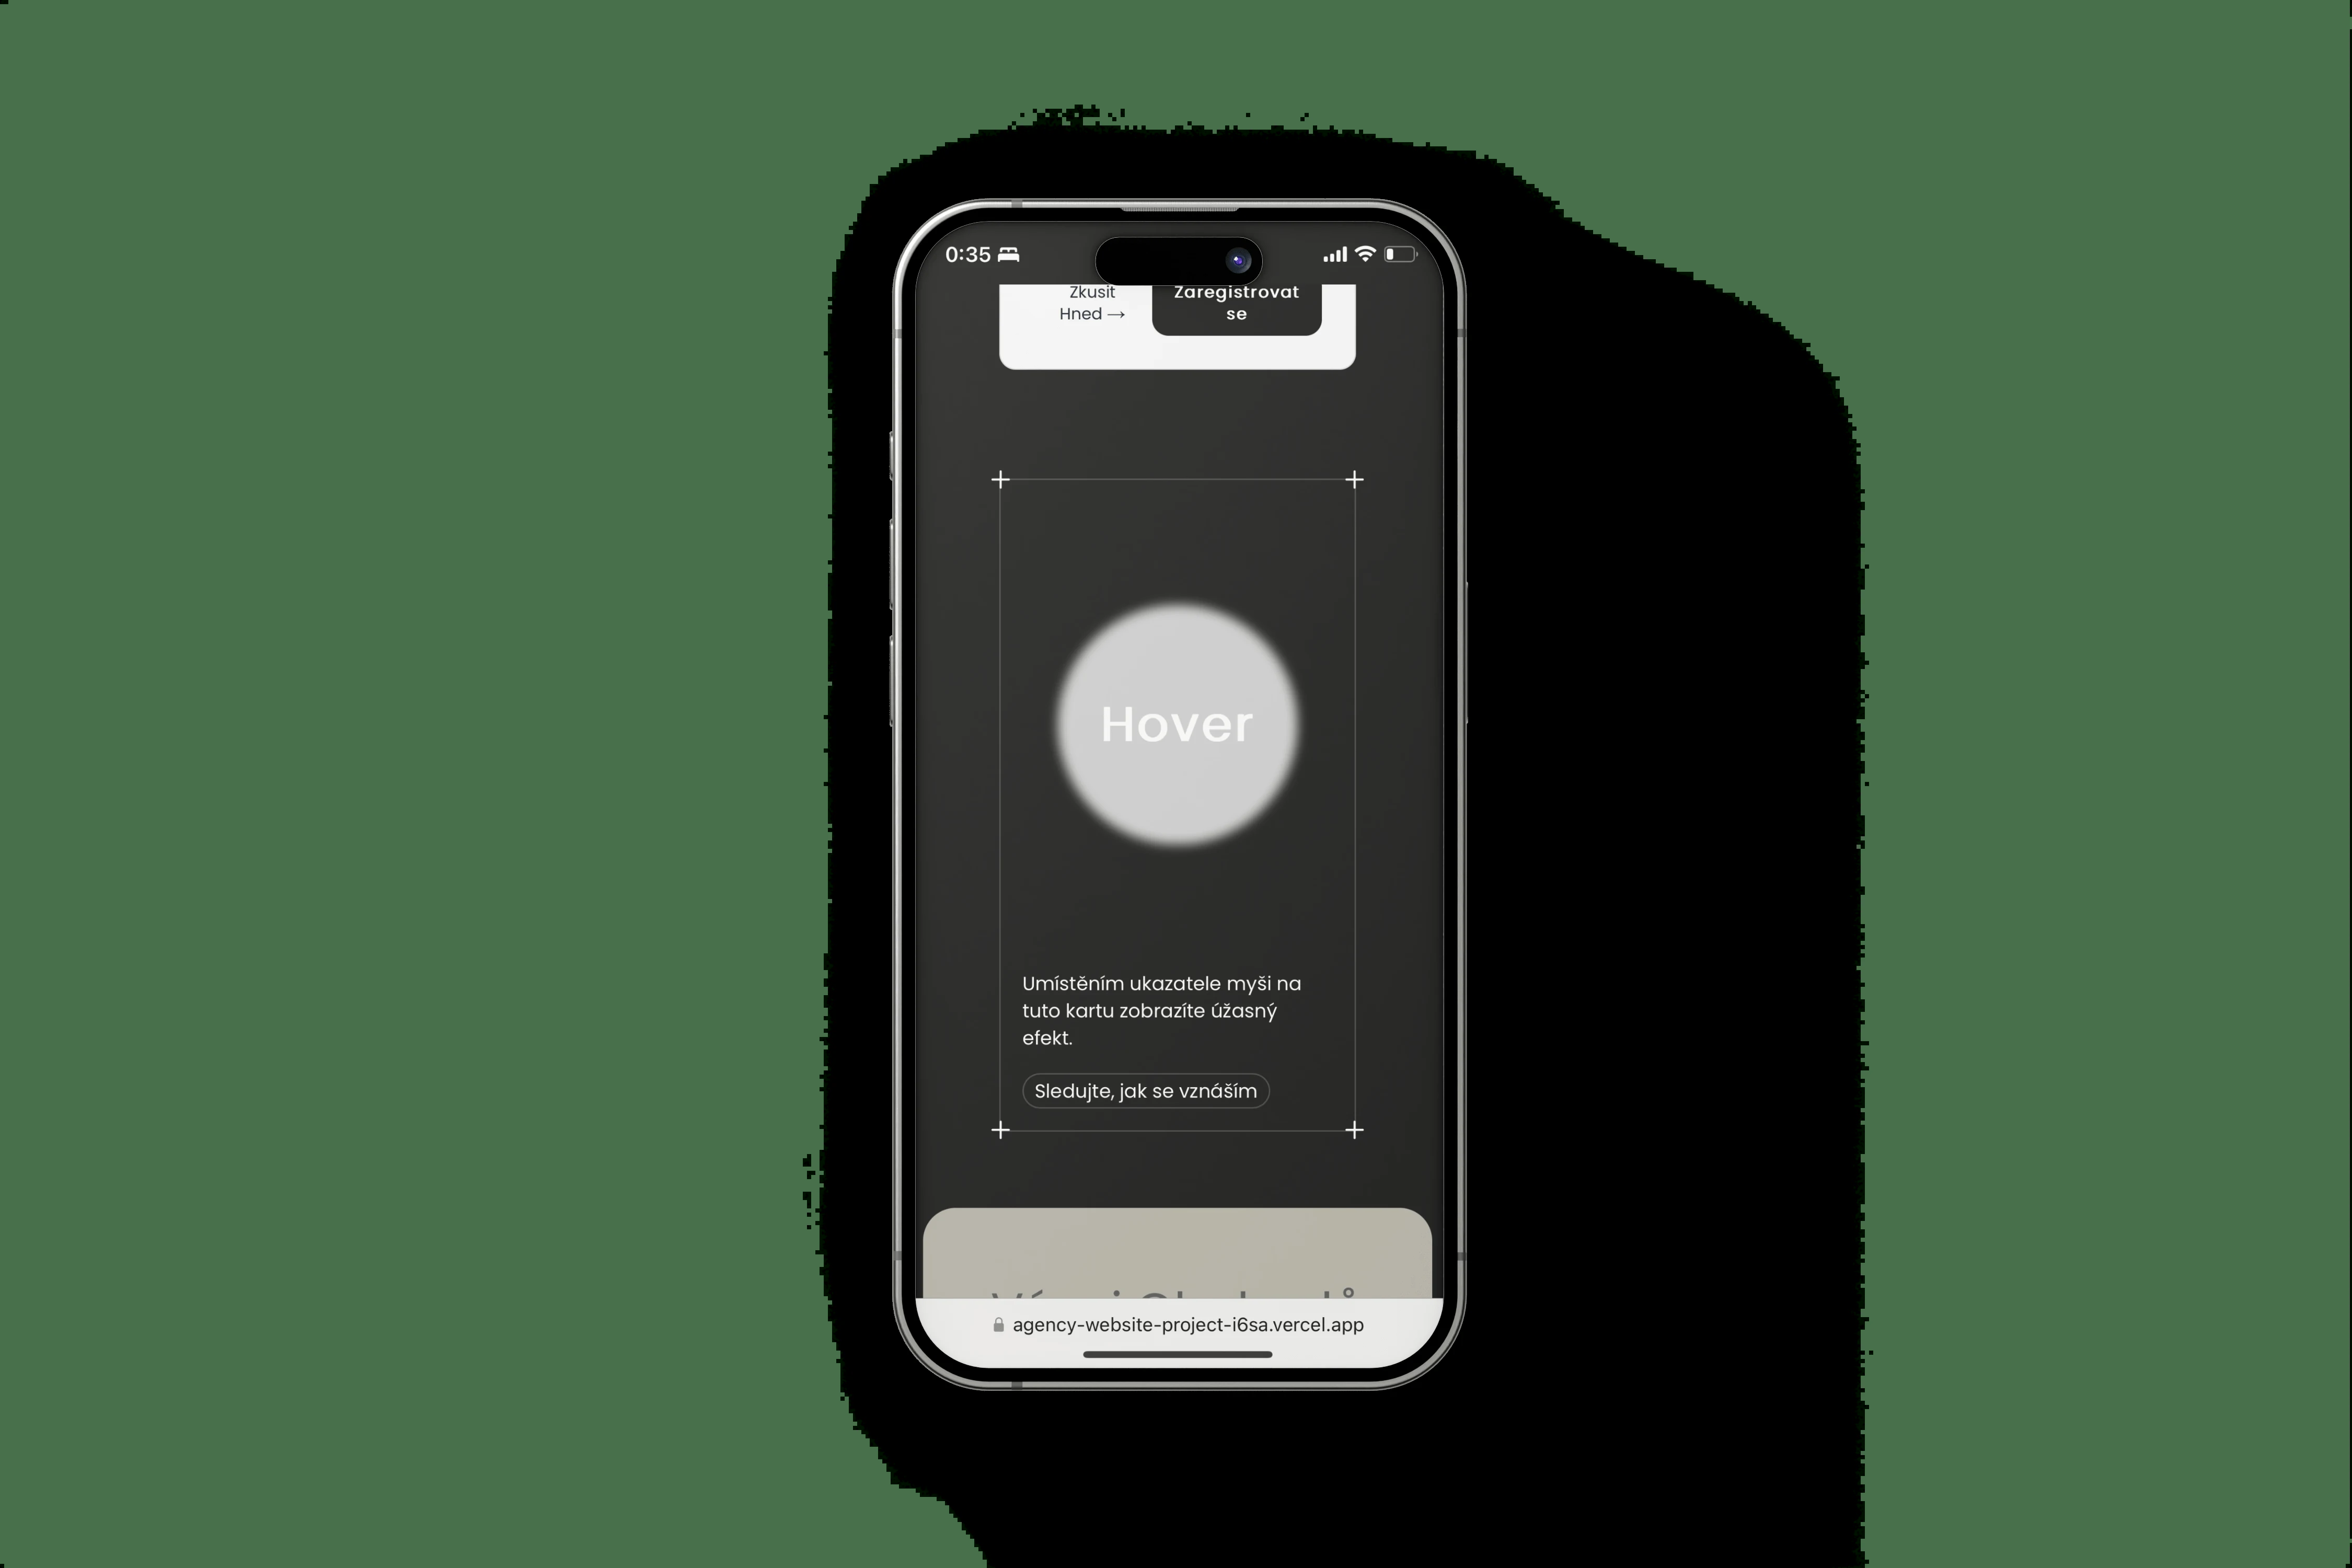 0:35
Zkusit
Hned →
Zaregistrovat
se
Hover
Umístěním ukazatele myši na
tuto kartu zobrazíte úžasný
efekt.
Sledujte, jak se vznáším
agency-website-project-i6sa.vercel.app